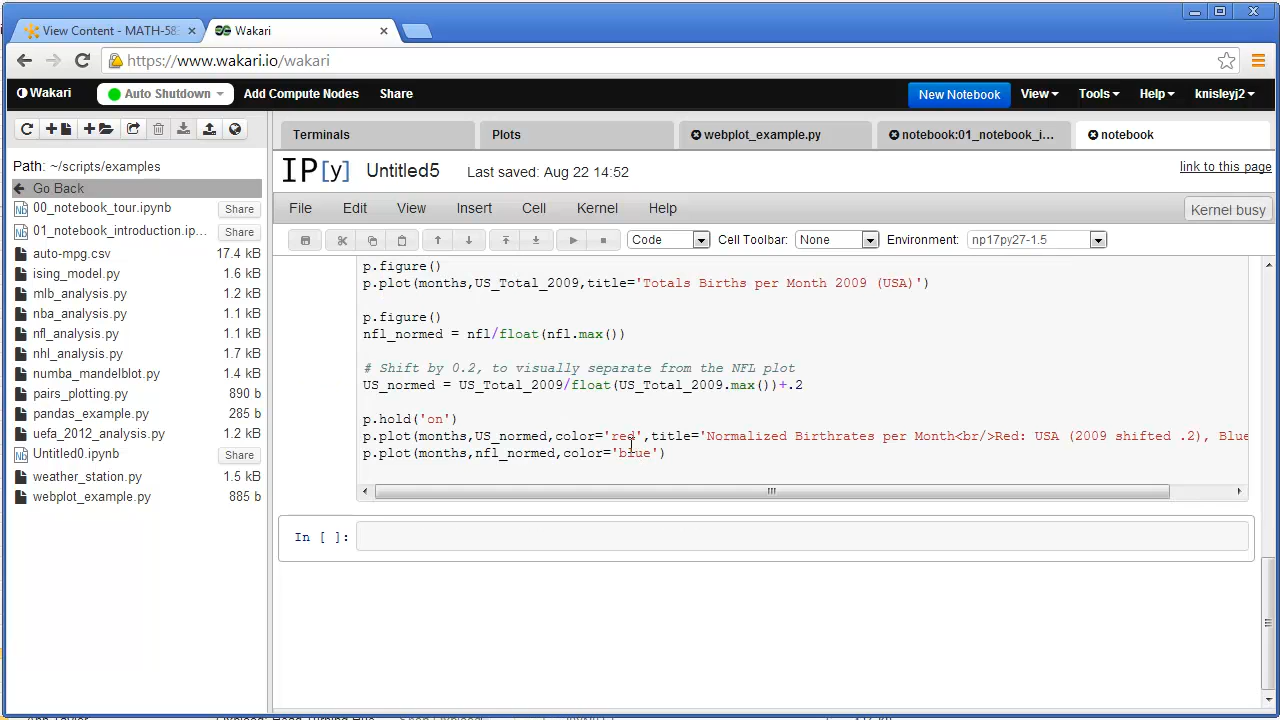 View Content - MATH-58
Wakari
https://www.wakari.io/wakari
Wakari
Auto Shutdown
Add Compute Nodes
Share
New Notebook
View
Tools
Help
knisleyj2
Terminals
Plots
webplot_example.py
notebook:01_notebook_i...
notebook
Path: ~/scripts/examples
Go Back
00_notebook_tour.ipynb Share
01_notebook_introduction.ip... Share
auto-mpg.csv 17.4 kB
ising_model.py 1.6 kB
mlb_analysis.py 1.2 kB
nba_analysis.py 1.1 kB
nfl_analysis.py 1.1 kB
nhl_analysis.py 1.7 kB
numba_mandelblot.py 1.4 kB
pairs_plotting.py 890 b
pandas_example.py 285 b
uefa_2012_analysis.py 1.2 kB
Untitled0.ipynb Share
weather_station.py 1.5 kB
webplot_example.py 885 b
IP[y] Untitled5 Last saved: Aug 22 14:52
link to this page
File Edit View Insert Cell Kernel Help
Kernel busy
Code
Cell Toolbar: None
Environment: np17py27-1.5
p.figure()
p.plot(months,US_Total_2009,title='Totals Births per Month 2009 (USA)')
p.figure()
nfl_normed = nfl/float(nfl.max())
# Shift by 0.2, to visually separate from the NFL plot
US_normed = US_Total_2009/float(US_Total_2009.max())+.2
p.hold('on')
p.plot(months,US_normed,color='red',title='Normalized Birthrates per Month<br/>Red: USA (2009 shifted .2), Blue
p.plot(months,nfl_normed,color='blue')
In [ ]: